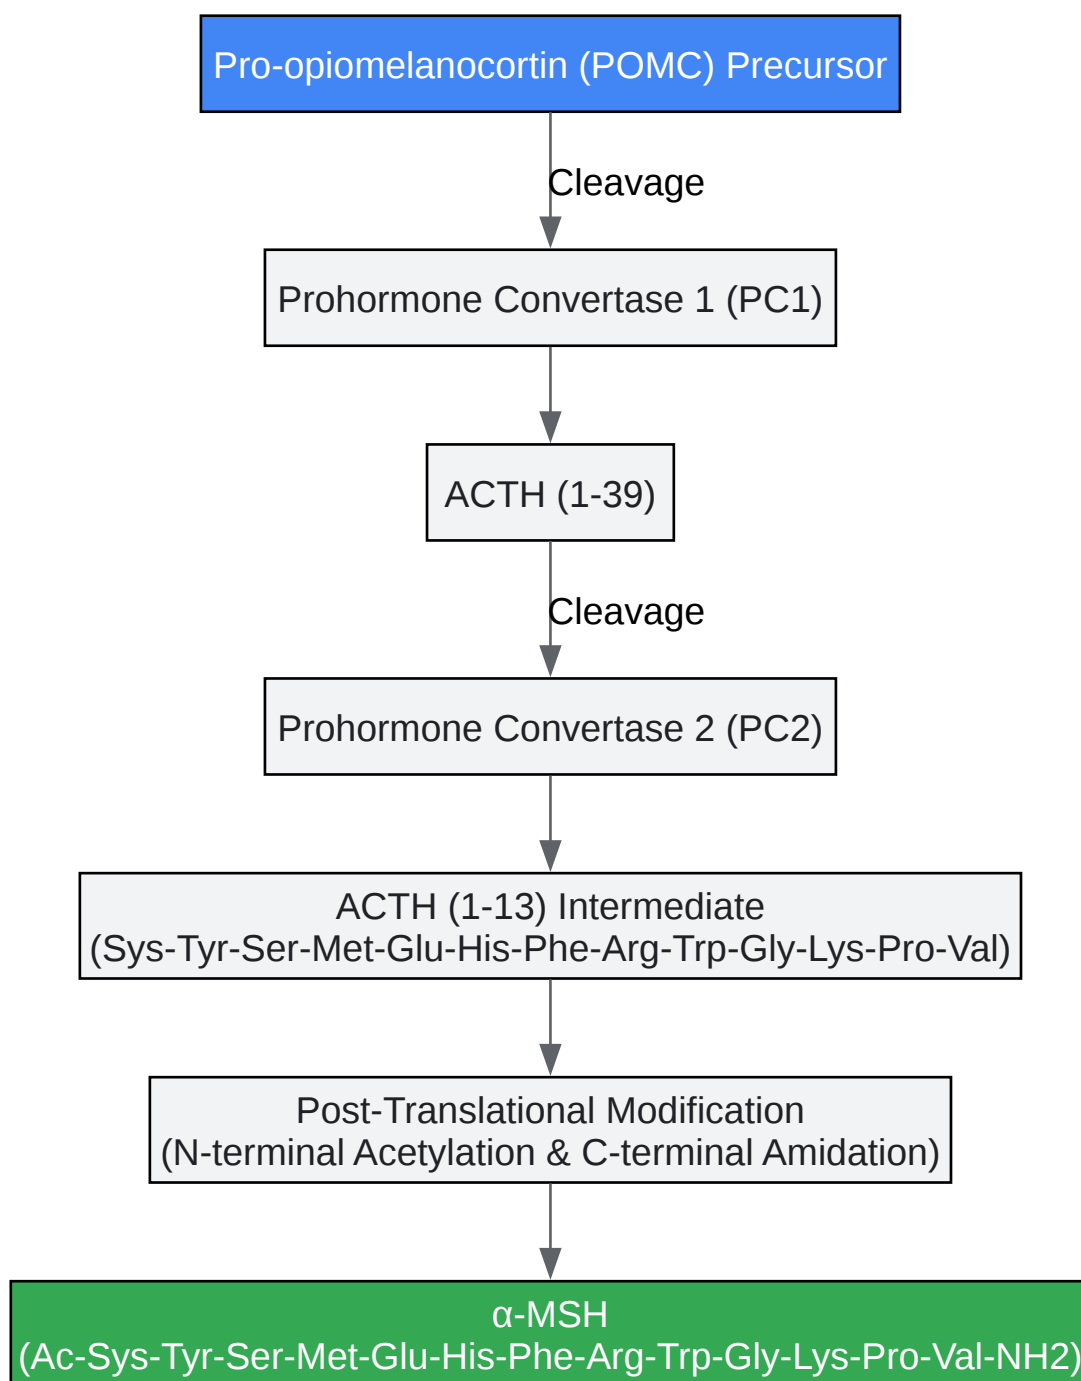 Pro-opiomelanocortin (POMC) Precursor
Cleavage
Prohormone Convertase 1 (PC1)
ACTH (1-39)
Cleavage
Prohormone Convertase 2 (PC2)
ACTH (1-13) Intermediate
(Sys-Tyr-Ser-Met-Glu-His-Phe-Arg-Trp-Gly-Lys-Pro-Val)
Post-Translational Modification
(N-terminal Acetylation & C-terminal Amidation)
α-MSH
(Ac-Sys-Tyr-Ser-Met-Glu-His-Phe-Arg-Trp-Gly-Lys-Pro-Val-NH2)